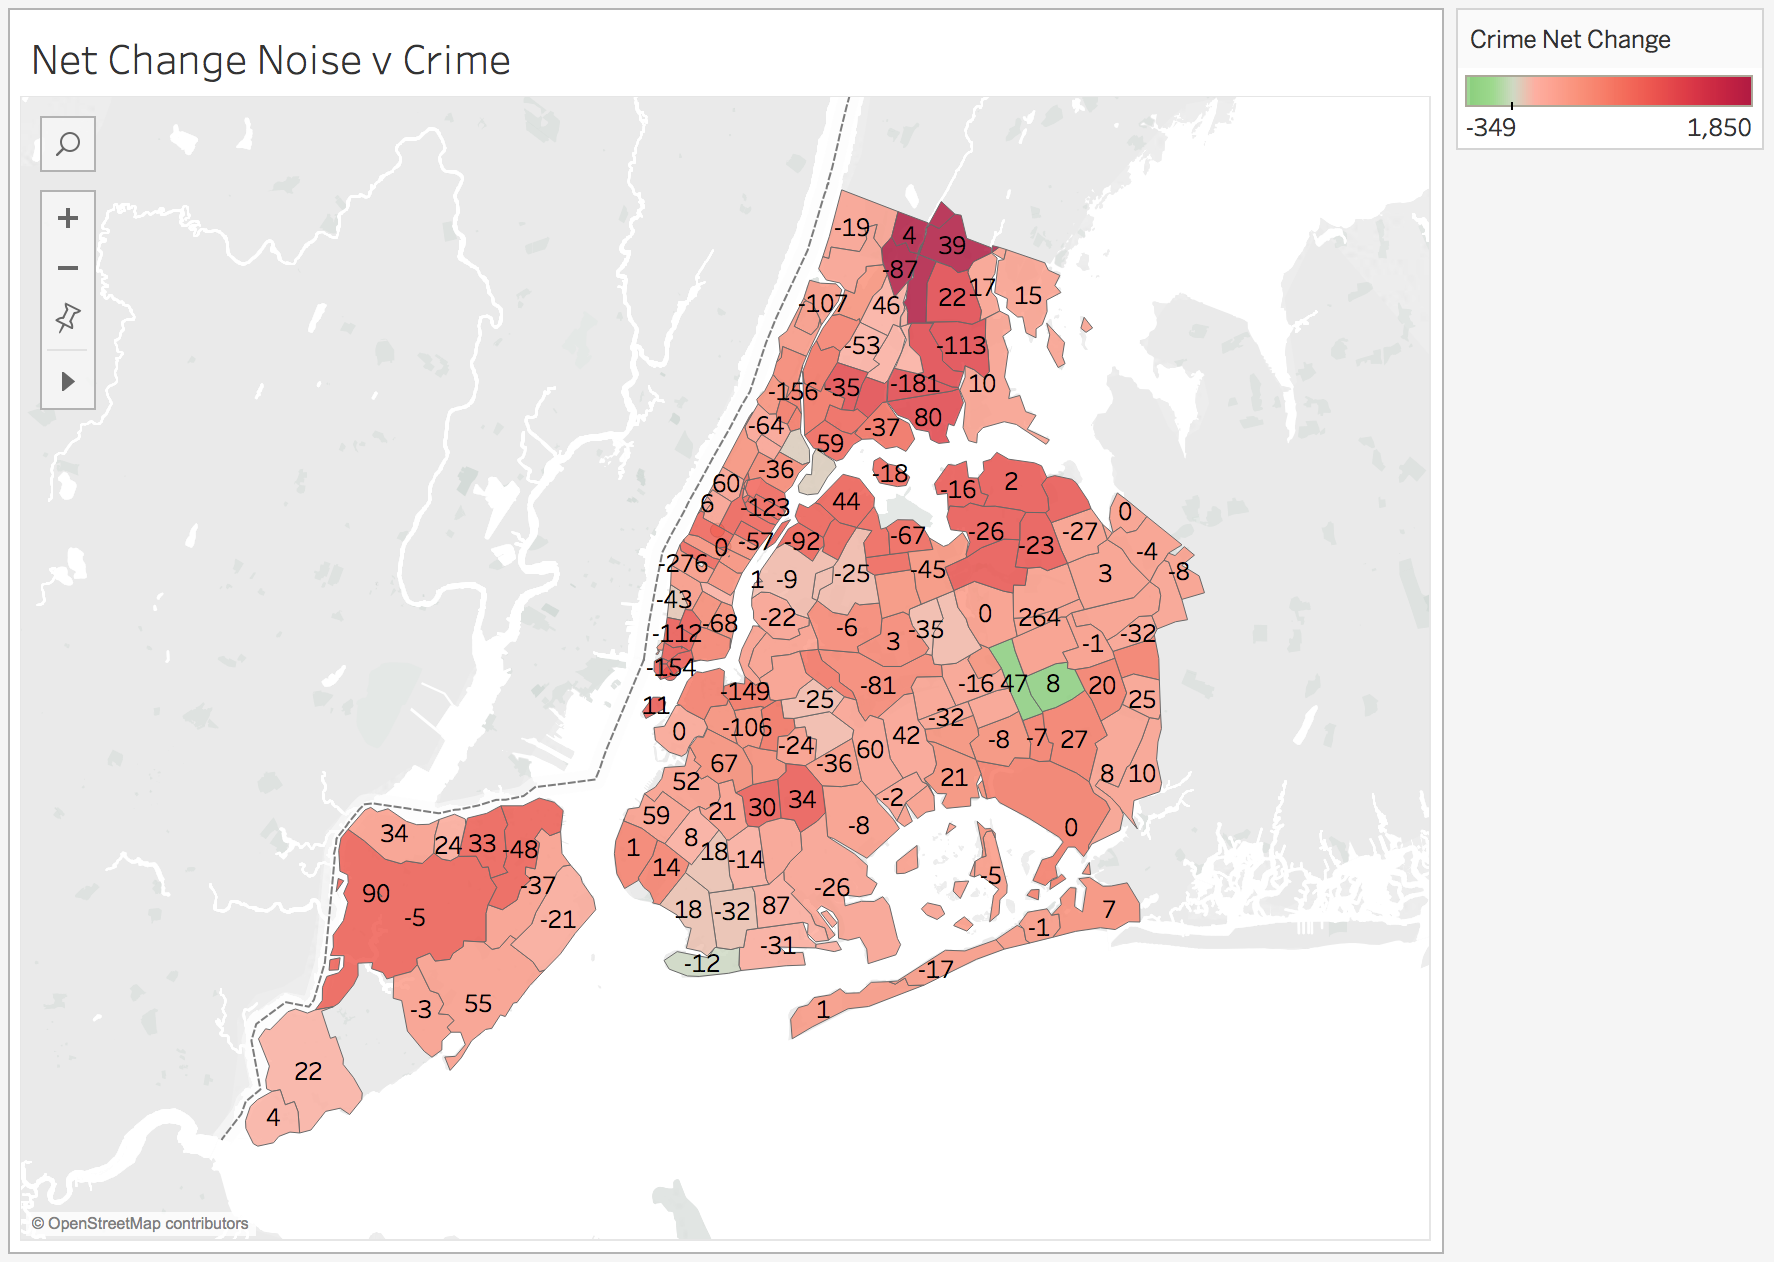 Net Change Noise v Crime
Crime Net Change
-349 1,850
-19 4 39
-87
-107 46 22 17 15
-53 -113
-156 -35 -181 10
-64 80
59 -37
-36 -18
60 -16 2
6 -123 44 0
-26 -27
0 -57 -92 -67 -23 -4
-276 1 -9 -25 -45 3 -8
-43
-68 -22 -6 0 264
-112 3 -35 -1 -32
-154
-149 -25 -81 -16 47 8 20 25
11
0 -106 -24 42 -32 -8 -7 27
67 -36 60
52 21 8 10
59 21 30 34 -2
8 -8 0
1 18 -14
14 -5
18 -32 87 -26 7
-31 -1
-12 -17
1
34 24 33 -48
90 -37
-5 -21
-3 55
22
4
© OpenStreetMap contributors